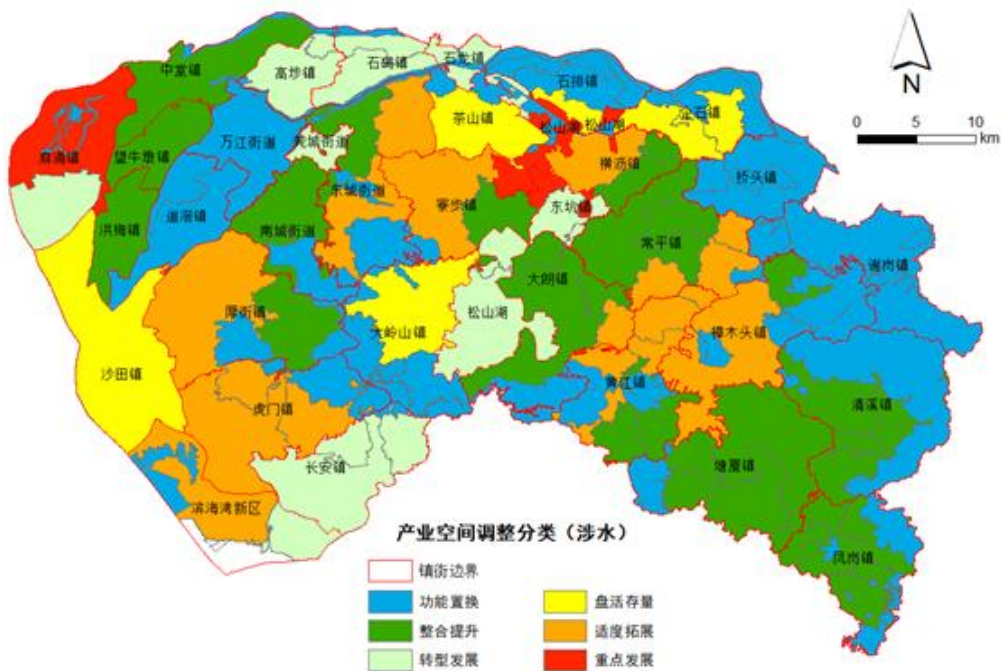 中堂镇
高埗镇
石碣镇
石龙镇
石排镇
N
麻涌镇
望牛墩镇
万江街道
莞城街道
茶山镇
松山湖
松山湖
企石镇
0
5
10
km
横沥镇
桥头镇
洪梅镇
道滘镇
东城街道
寮步镇
东坑镇
南城街道
常平镇
谢岗镇
大朗镇
厚街镇
大岭山镇
松山湖
樟木头镇
沙田镇
黄江镇
清溪镇
虎门镇
长安镇
塘厦镇
滨海湾新区
凤岗镇
产业空间调整分类（涉水）
镇街边界
功能置换
盘活存量
整合提升
适度拓展
转型发展
重点发展